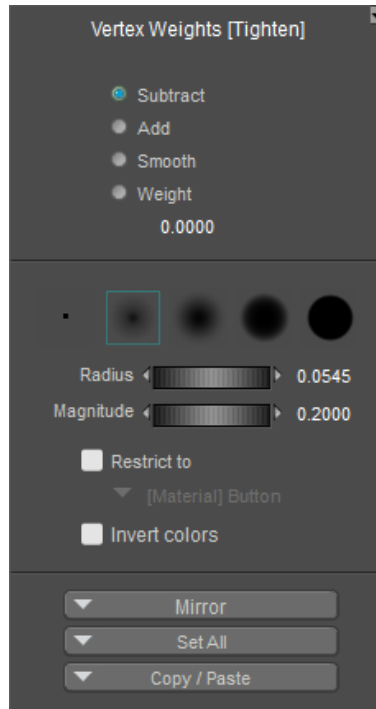 Vertex Weights [Tighten]
Subtract
Add
Smooth
Weight
0.0000
Radius 0.0545
Magnitude 0.2000
Restrict to
[Material] Button
Invert colors
Mirror
Set All
Copy / Paste